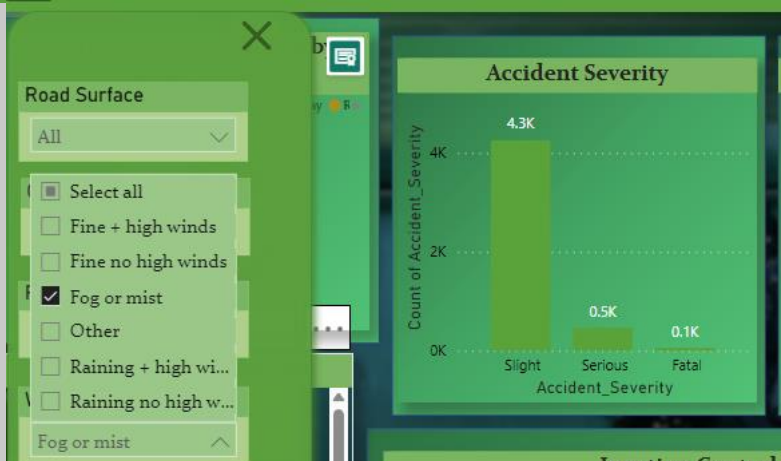 by
Accident Severity
Road Surface
All
Select all
Fine + high winds
Fine no high winds
Fog or mist
Other
Raining + high wi...
Raining no high w...
Fog or mist
Count of Accident_Severity
4K
2K
0K
4.3K
0.5K
0.1K
Slight
Serious
Fatal
Accident_Severity